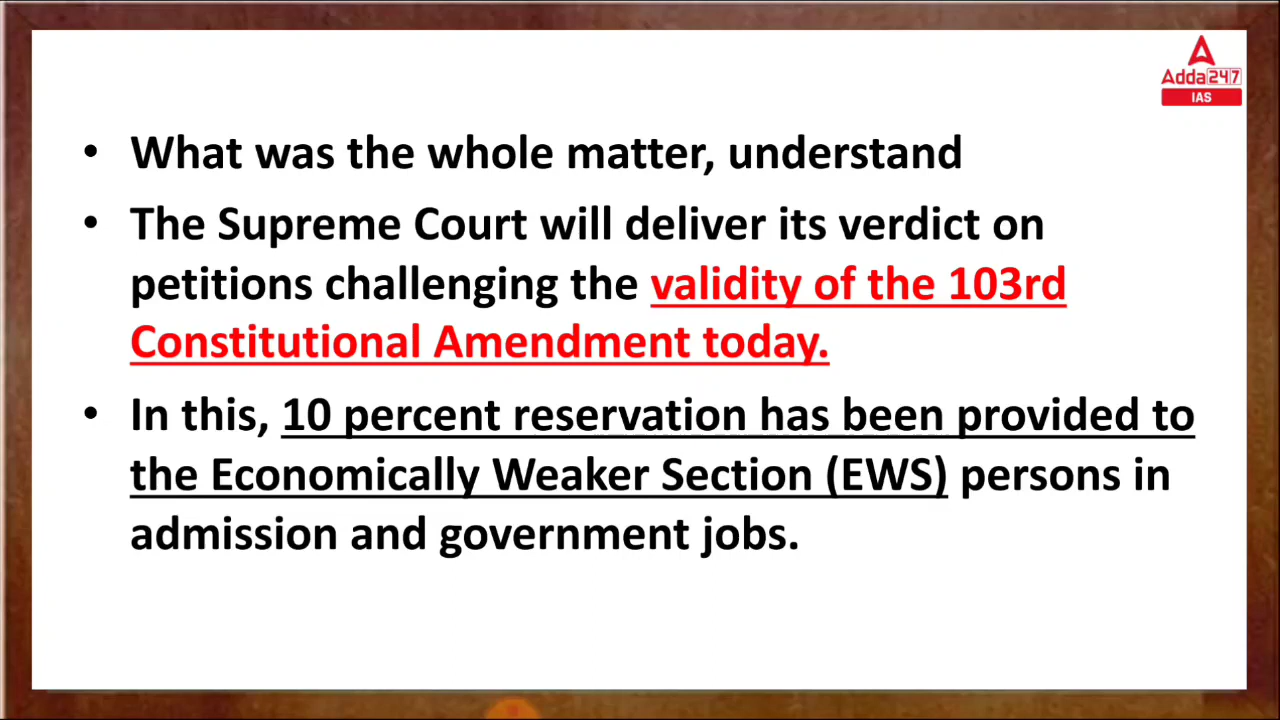 Adda247
IAS
• What was the whole matter, understand
• The Supreme Court will deliver its verdict on
petitions challenging the validity of the 103rd
Constitutional Amendment today.
• In this, 10 percent reservation has been provided to
the Economically Weaker Section (EWS) persons in
admission and government jobs.